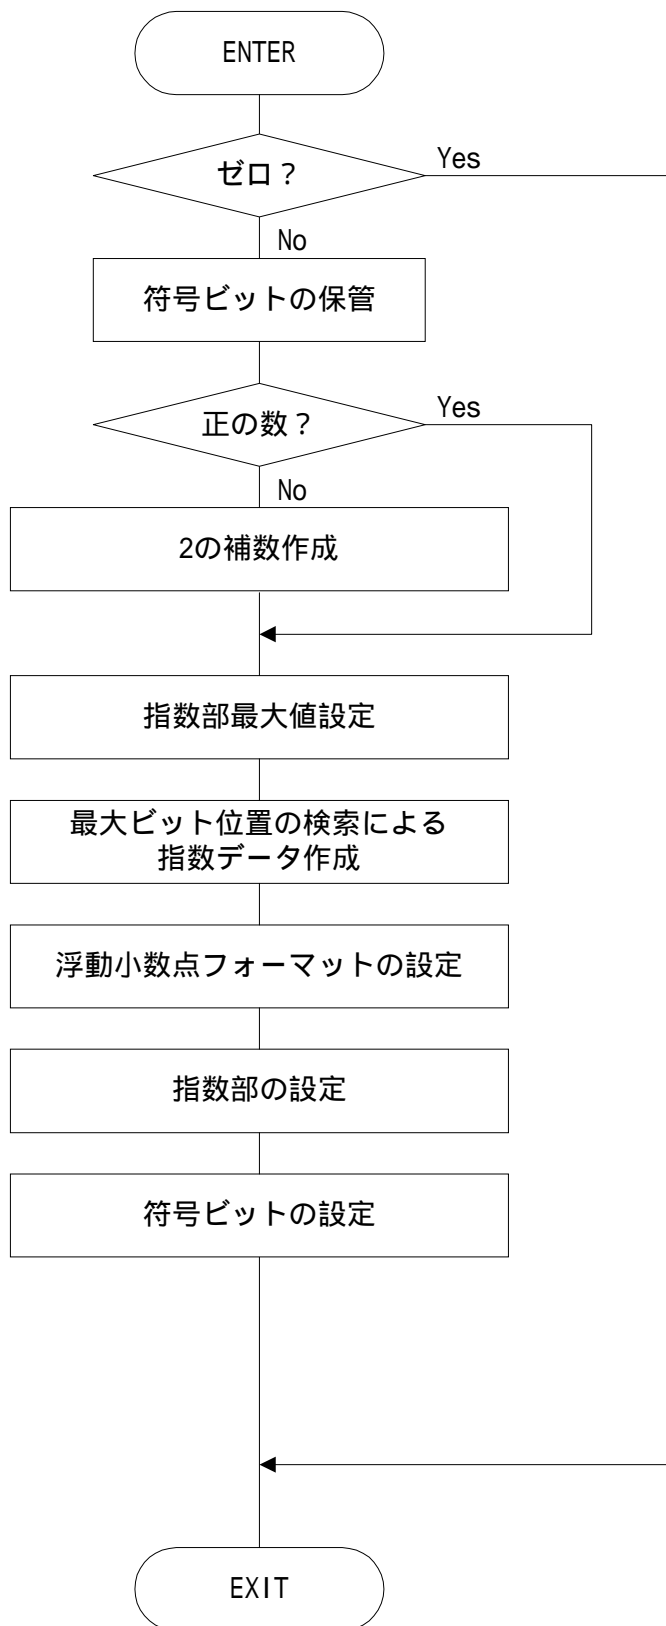 ENTER
ゼロ？
Yes
No
符号ビットの保管
正の数？
Yes
No
2の補数作成
指数部最大値設定
最大ビット位置の検索による
指数データ作成
浮動小数点フォーマットの設定
指数部の設定
符号ビットの設定
EXIT